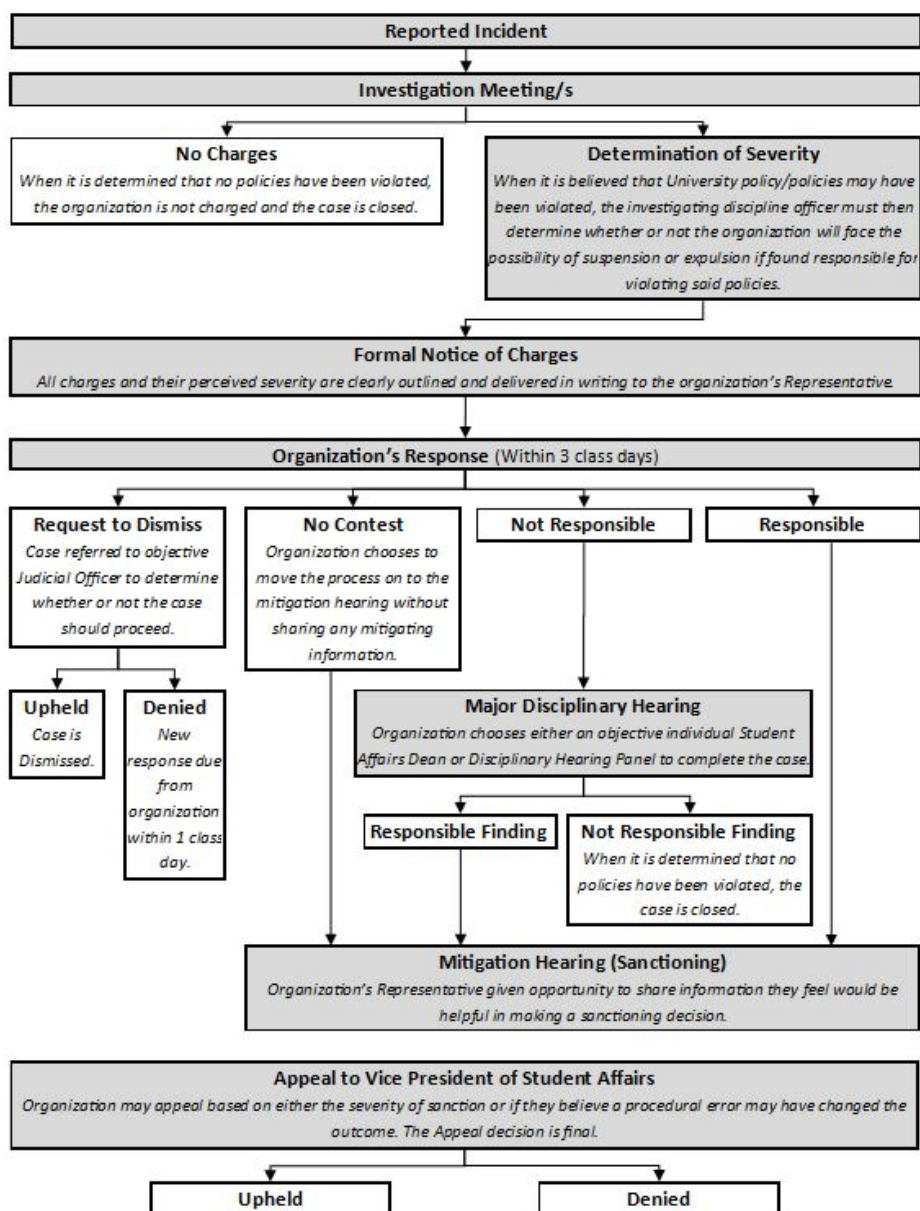 Reported Incident
Investigation Meeting/s
No Charges
When it is determined that no policies have been violated,
the organization is not charged and the case is closed.
Determination of Severity
When it is believed that University policy/policies may have
been violated, the investigating discipline officer must then
determine whether or not the organization will face the
possibility of suspension or expulsion if found responsible for
violating said policies.
Formal Notice of Charges
All charges and their perceived severity are clearly outlined and delivered in writing to the organization's Representative.
Organization's Response (Within 3 class days)
Request to Dismiss
Case referred to objective
Judicial Officer to determine
whether or not the case
should proceed.
No Contest
Organization chooses to
move the process on to the
mitigation hearing without
sharing any mitigating
information.
Not Responsible
Responsible
Upheld
Case is
Dismissed.
Denied
New
response due
from
organization
within 1 class
day.
Major Disciplinary Hearing
Organization chooses either an objective individual Student
Affairs Dean or Disciplinary Hearing Panel to complete the case.
Responsible Finding
Not Responsible Finding
When it is determined that no
policies have been violated, the
case is closed.
Mitigation Hearing (Sanctioning)
Organization's Representative given opportunity to share information they feel would be
helpful in making a sanctioning decision.
Appeal to Vice President of Student Affairs
Organization may appeal based on either the severity of sanction or if they believe a procedural error may have changed the
outcome. The Appeal decision is final.
Upheld
Denied